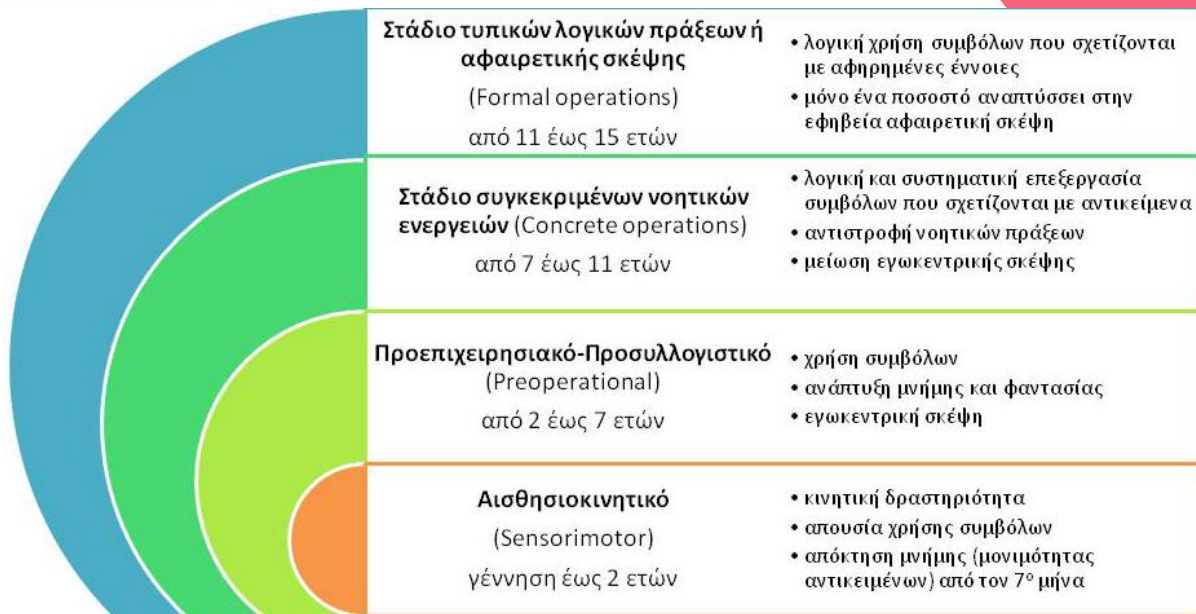 Στάδιο τυπικών λογικών πράξεων ή
αφαιρετικής σκέψης
(Formal operations)
από 11 έως 15 ετών
• λογική χρήση συμβόλων που σχετίζονται
με αφηρημένες έννοιες
• μόνο ένα ποσοστό αναπτύσσει στην
εφηβεία αφαιρετική σκέψη
Στάδιο συγκεκριμένων νοητικών
ενεργειών (Concrete operations)
από 7 έως 11 ετών
• λογική και συστηματική επεξεργασία
συμβόλων που σχετίζονται με αντικείμενα
• αντιστροφή νοητικών πράξεων
• μείωση εγωκεντρικής σκέψης
Προεπιχειρησιακό-Προσυλλογιστικό
(Preoperational)
από 2 έως 7 ετών
• χρήση συμβόλων
• ανάπτυξη μνήμης και φαντασίας
• εγωκεντρική σκέψη
Αισθησιοκινητικό
(Sensorimotor)
γέννηση έως 2 ετών
• κινητική δραστηριότητα
• απουσία χρήσης συμβόλων
• απόκτηση μνήμης (μονιμότητας
αντικειμένων) από τον 7ο μήνα